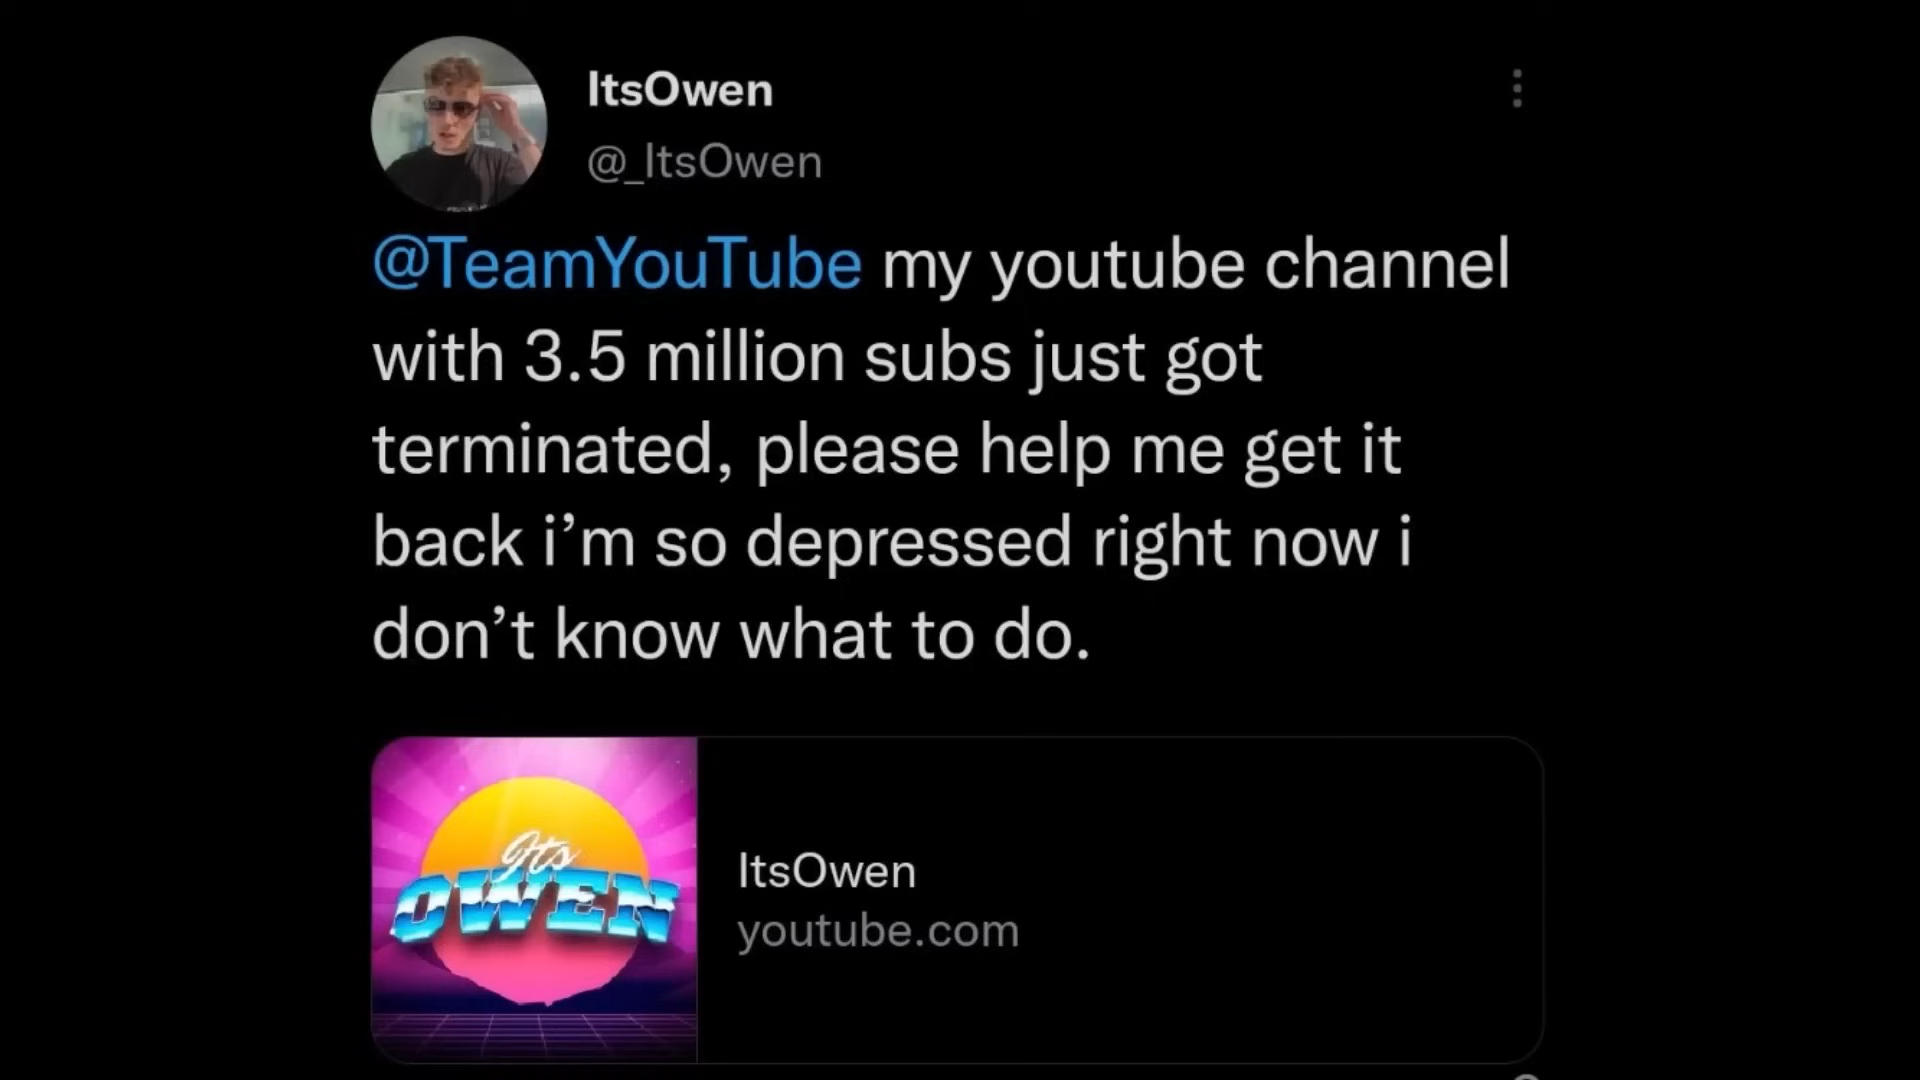 ItsOwen
@_ItsOwen
@TeamYouTube my youtube channel
with 3.5 million subs just got
terminated, please help me get it
back i’m so depressed right now i
don’t know what to do.
Its
OWEN
ItsOwen
youtube.com